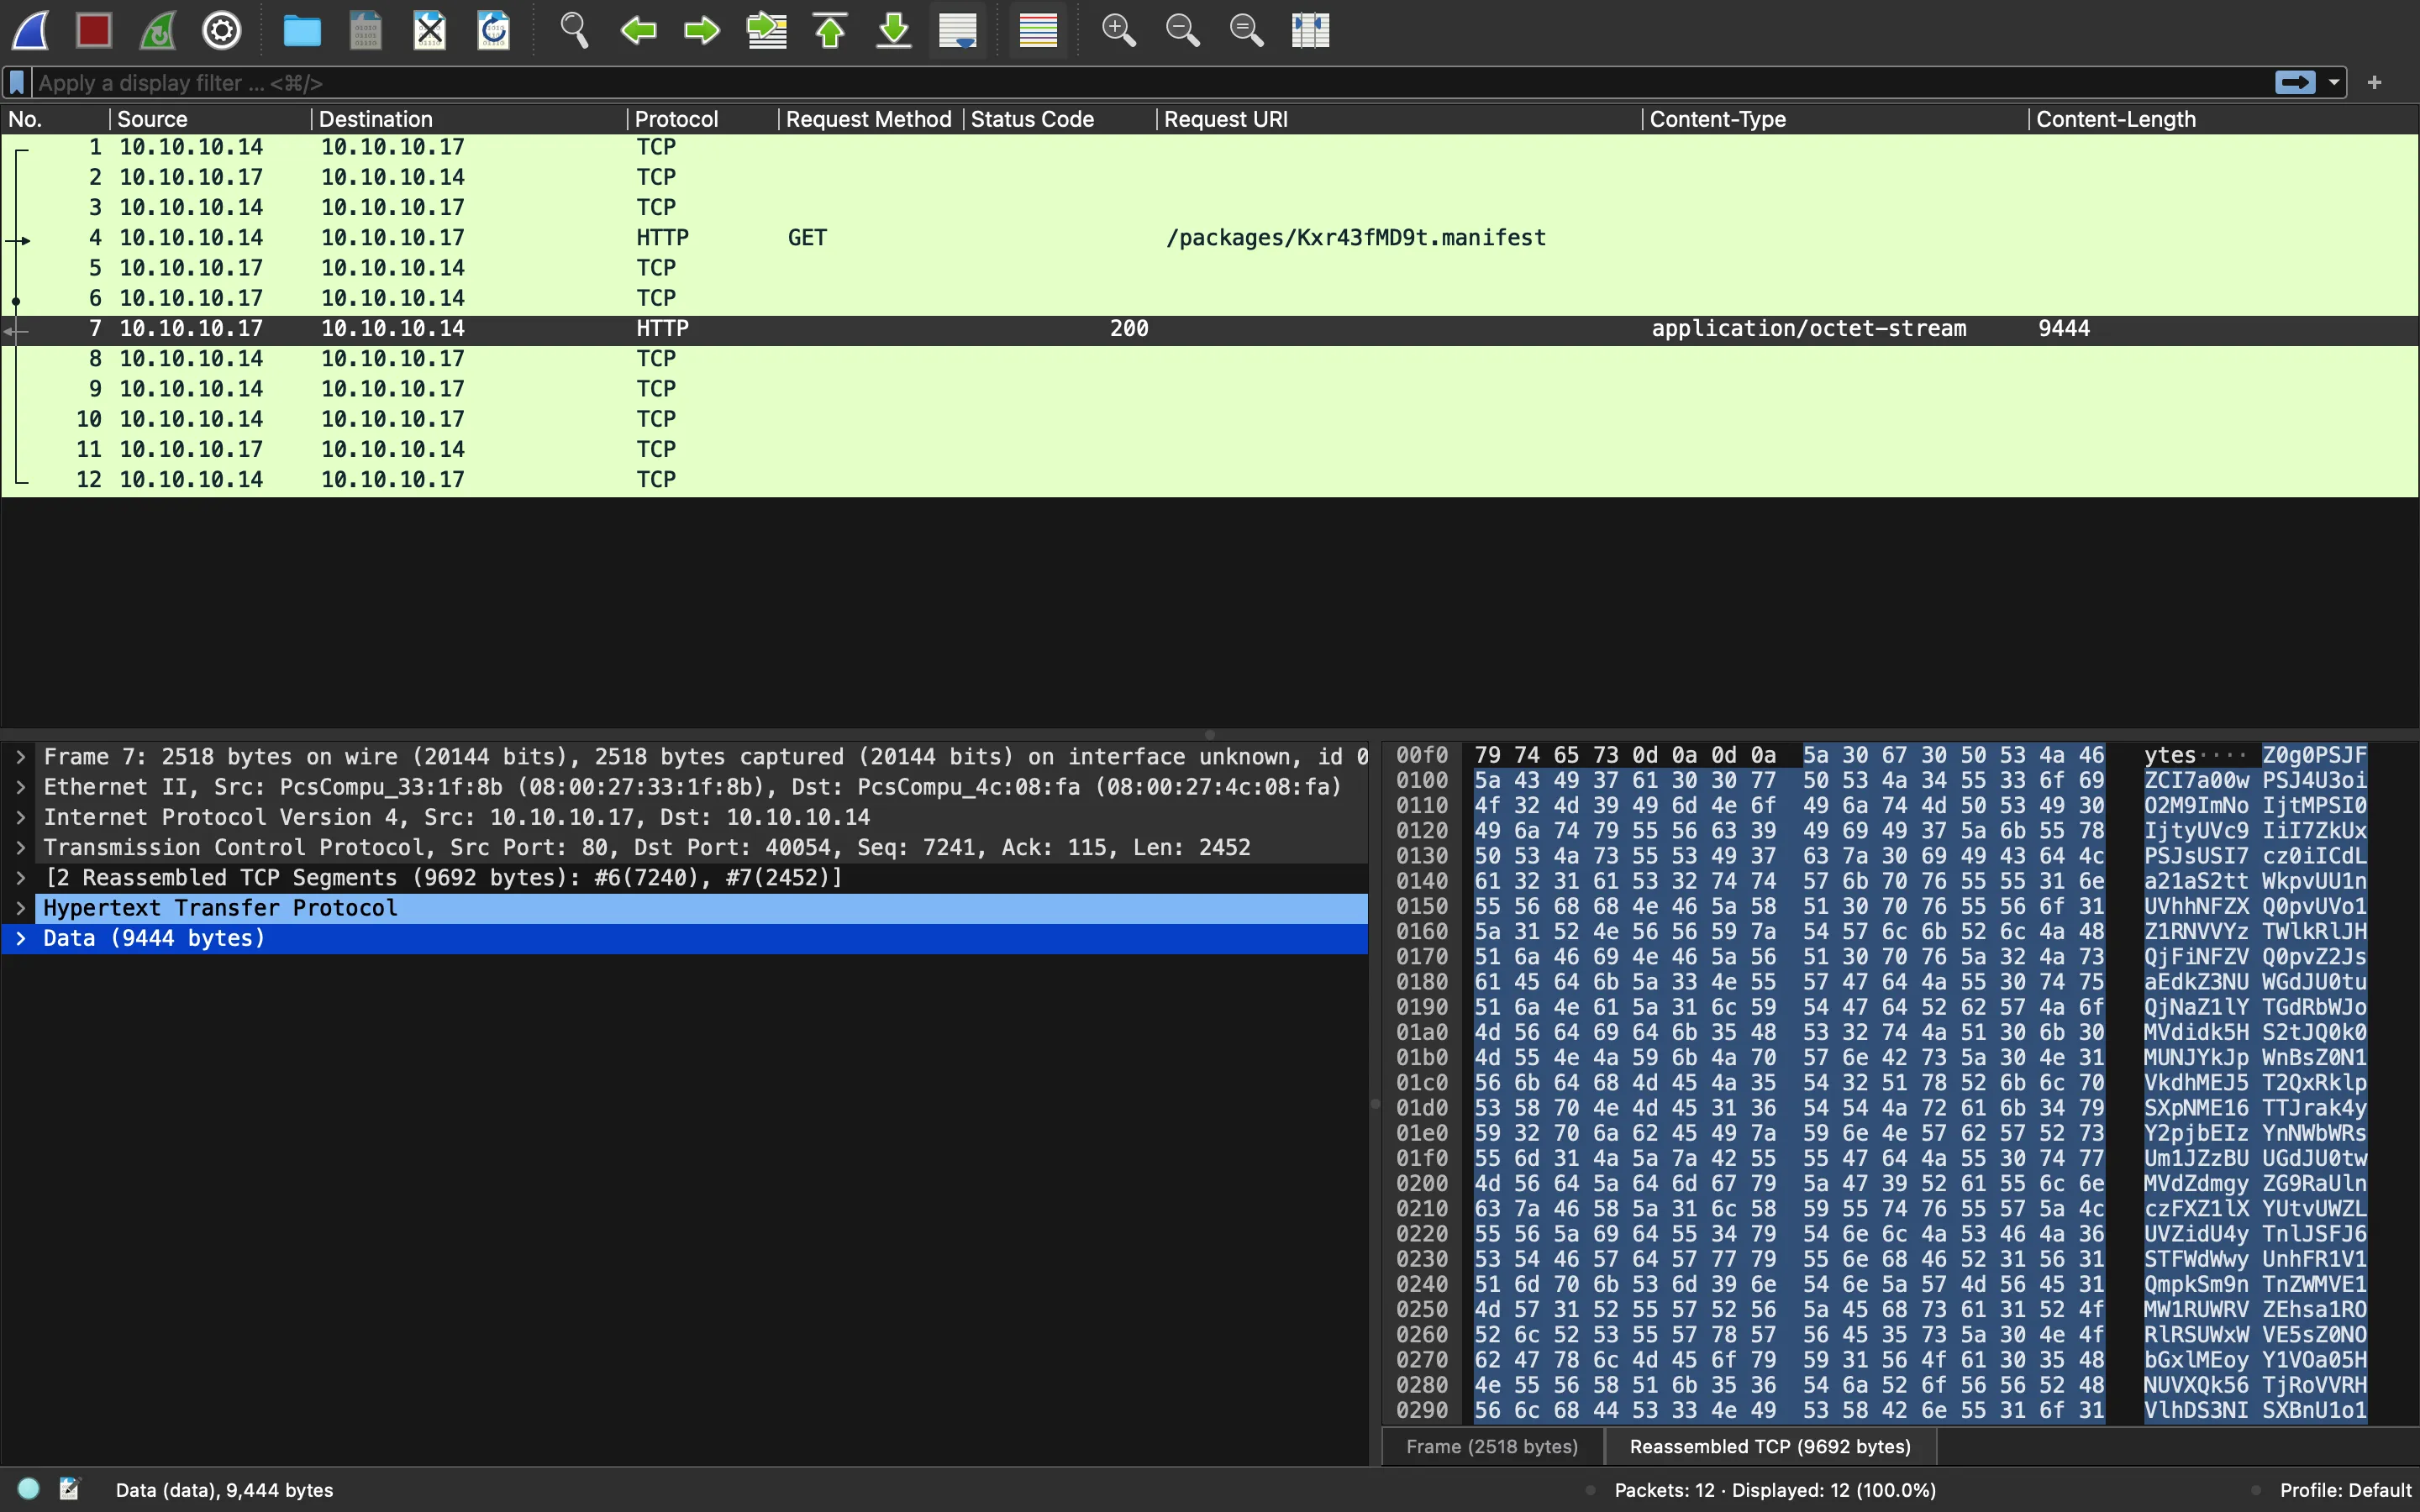 Apply a display filter ... <⌘/>
No. Source Destination Protocol Request Method Status Code Request URI Content-Type Content-Length
1 10.10.10.14 10.10.10.17 TCP
2 10.10.10.17 10.10.10.14 TCP
3 10.10.10.14 10.10.10.17 TCP
4 10.10.10.14 10.10.10.17 HTTP GET /packages/Kxr43fMD9t.manifest
5 10.10.10.17 10.10.10.14 TCP
6 10.10.10.17 10.10.10.14 TCP
7 10.10.10.17 10.10.10.14 HTTP 200 application/octet-stream 9444
8 10.10.10.14 10.10.10.17 TCP
9 10.10.10.14 10.10.10.17 TCP
10 10.10.10.14 10.10.10.17 TCP
11 10.10.10.17 10.10.10.14 TCP
12 10.10.10.14 10.10.10.17 TCP
Frame 7: 2518 bytes on wire (20144 bits), 2518 bytes captured (20144 bits) on interface unknown, id 0
Ethernet II, Src: PcsCompu_33:1f:8b (08:00:27:33:1f:8b), Dst: PcsCompu_4c:08:fa (08:00:27:4c:08:fa)
Internet Protocol Version 4, Src: 10.10.10.17, Dst: 10.10.10.14
Transmission Control Protocol, Src Port: 80, Dst Port: 40054, Seq: 7241, Ack: 115, Len: 2452
[2 Reassembled TCP Segments (9692 bytes): #6(7240), #7(2452)]
Hypertext Transfer Protocol
Data (9444 bytes)
00f0 79 74 65 73 0d 0a 0d 0a 5a 30 67 30 50 53 4a 46 ytes···· Z0g0PSJF
0100 5a 43 49 37 61 30 30 77 50 53 4a 34 55 33 6f 69 ZCI7a00w PSJ4U3oi
0110 4f 32 4d 39 49 6d 4e 6f 49 6a 74 4d 50 53 49 30 O2M9ImNo IjtMPSI0
0120 49 6a 74 79 55 56 63 39 49 69 49 37 5a 6b 55 78 IjtyUVc9 IiI7ZkUx
0130 50 53 4a 73 55 53 49 37 63 7a 30 69 49 43 64 4c PSJsUSI7 cz0iICdL
0140 61 32 31 61 53 32 74 74 57 6b 70 76 55 55 31 6e a21aS2tt WkpvUU1n
0150 55 56 68 68 4e 46 5a 58 51 30 70 76 55 56 6f 31 UVhhNFZX Q0pvUVo1
0160 5a 31 52 4e 56 56 59 7a 54 57 6c 6b 52 6c 4a 48 Z1RNVVYz TWlkRlJH
0170 51 6a 46 69 4e 46 5a 56 51 30 70 76 5a 32 4a 73 QjFiNFZV Q0pvZ2Js
0180 61 45 64 6b 5a 33 4e 55 57 47 64 4a 55 30 74 75 aEdkZ3NU WGdJU0tu
0190 51 6a 4e 61 5a 31 6c 59 54 47 64 52 62 57 4a 6f QjNaZ1lY TGdRbWJo
01a0 4d 56 64 69 64 6b 35 48 53 32 74 4a 51 30 6b 30 MVdidk5H S2tJQ0k0
01b0 4d 55 4e 4a 59 6b 4a 70 57 6e 42 73 5a 30 4e 31 MUNJYkJp WnBsZ0N1
01c0 56 6b 64 68 4d 45 4a 35 54 32 51 78 52 6b 6c 70 VkdhMEJ5 T2QxRklp
01d0 53 58 70 4e 4d 45 31 36 54 54 4a 72 61 6b 34 79 SXpNME16 TTJrak4y
01e0 59 32 70 6a 62 45 49 7a 59 6e 4e 57 62 57 52 73 Y2pjbEIz YnNWbWRs
01f0 55 6d 31 4a 5a 7a 42 55 55 47 64 4a 55 30 74 77 Um1JZzBU UGdJU0tw
0200 4d 56 64 5a 64 6d 67 79 5a 47 39 52 61 55 6c 6e MVdZdmgy ZG9RaUln
0210 63 7a 46 58 5a 31 6c 58 59 55 74 76 55 57 5a 4c czFXZ1lX YUtvUWZL
0220 55 56 5a 69 64 55 34 79 54 6e 6c 4a 53 46 4a 36 UVZidU4y TnlJSFJ6
0230 53 54 46 57 64 57 77 79 55 6e 68 46 52 31 56 31 STFWdWwy UnhFR1V1
0240 51 6d 70 6b 53 6d 39 6e 54 6e 5a 57 4d 56 45 31 QmpkSm9n TnZWMVE1
0250 4d 57 31 52 55 57 52 56 5a 45 68 73 61 31 52 4f MW1RUWRV ZEhsa1RO
0260 52 6c 52 53 55 57 78 57 56 45 35 73 5a 30 4e 4f RlRSUWxW VE5sZ0NO
0270 62 47 78 6c 4d 45 6f 79 59 31 56 4f 61 30 35 48 bGxlMEoy Y1VOa05H
0280 4e 55 56 58 51 6b 35 36 54 6a 52 6f 56 56 52 48 NUVXQk56 TjRoVVRH
0290 56 6c 68 44 53 33 4e 49 53 58 42 6e 55 31 6f 31 VlhDS3NI SXBnU1o1
Frame (2518 bytes) Reassembled TCP (9692 bytes)
Data (data), 9,444 bytes Packets: 12 · Displayed: 12 (100.0%) Profile: Default